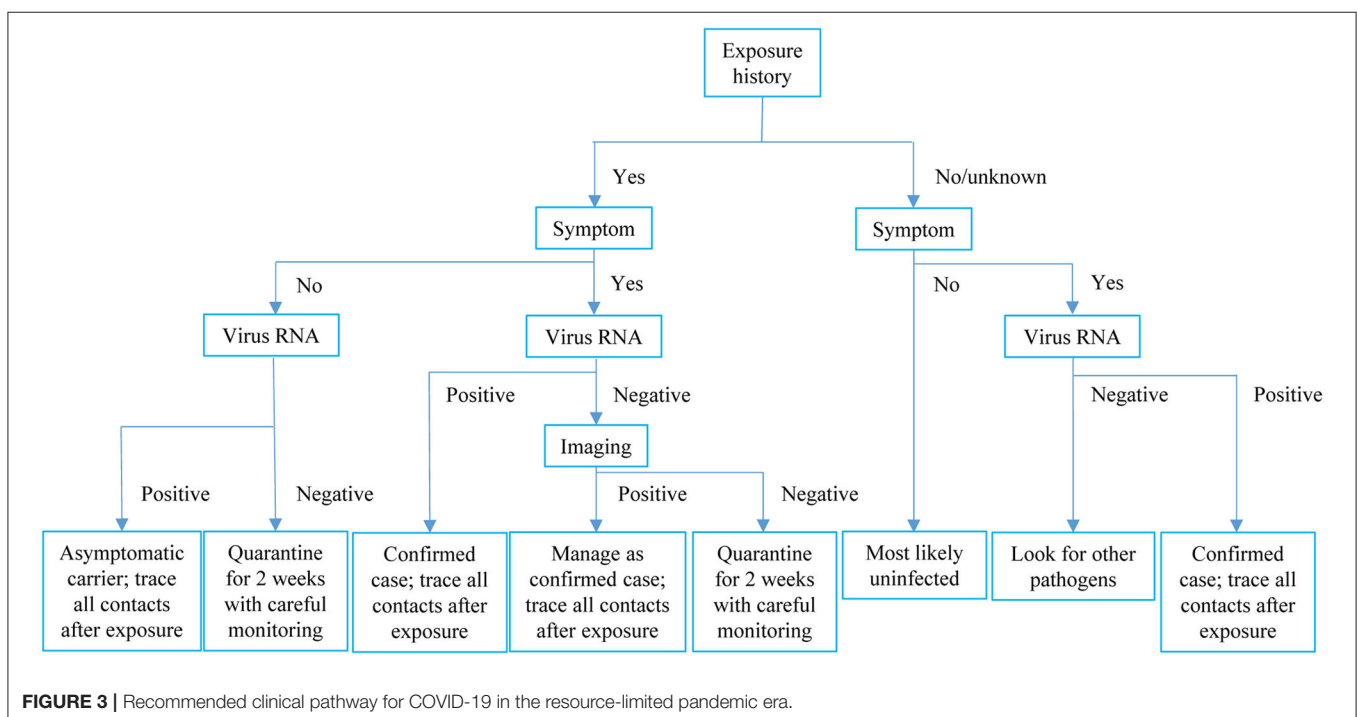 Exposure
history
Yes
No/unknown
Symptom
Symptom
No
Yes
No
Yes
Virus RNA
Virus RNA
Virus RNA
Positive
Negative
Negative
Positive
Imaging
Positive
Negative
Positive
Negative
Asymptomatic
carrier; trace
all contacts
after exposure
Quarantine
for 2 weeks
with careful
monitoring
Confirmed
case; trace all
contacts after
exposure
Manage as
confirmed case;
trace all contacts
after exposure
Quarantine
for 2 weeks
with careful
monitoring
Most likely
uninfected
Look for other
pathogens
Confirmed
case; trace all
contacts after
exposure
FIGURE 3 | Recommended clinical pathway for COVID-19 in the resource-limited pandemic era.